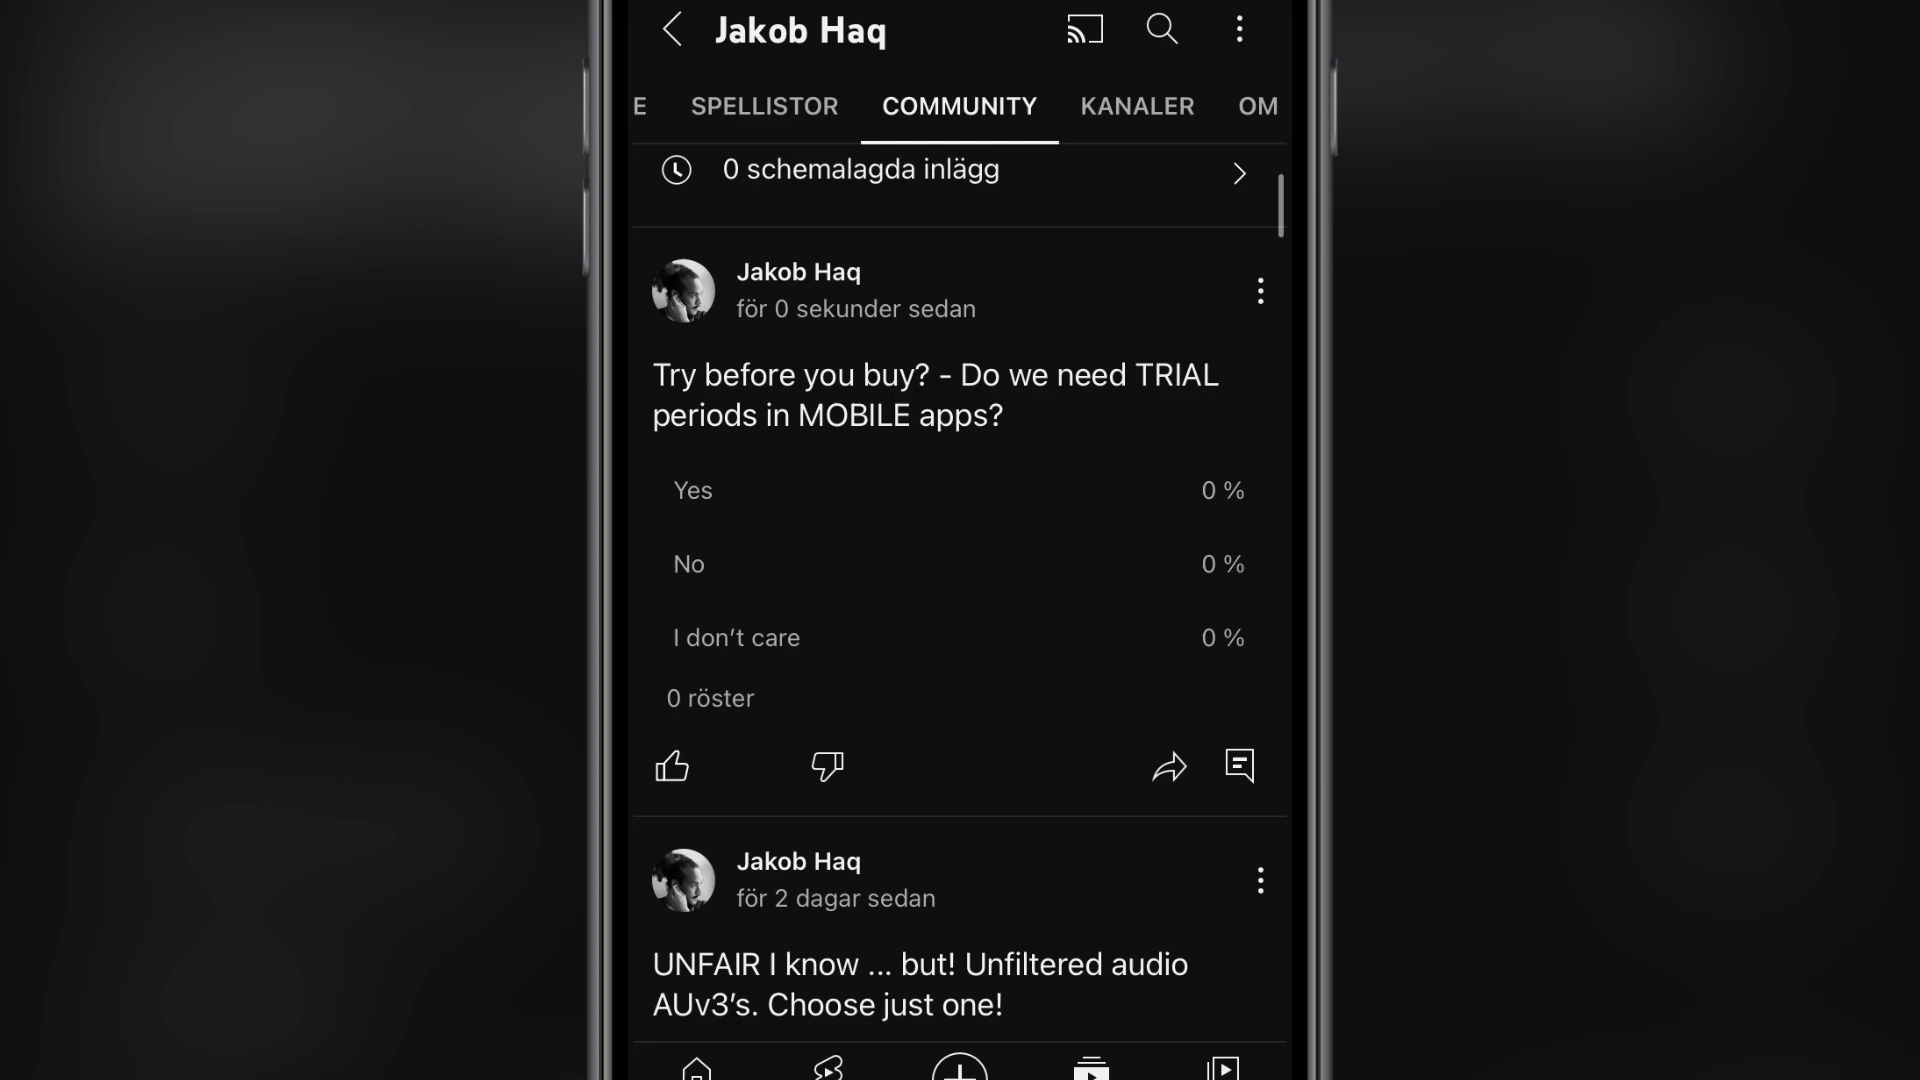 Jakob Haq
E SPELLISTOR COMMUNITY KANALER OM
0 schemalagda inlägg
Jakob Haq
för 0 sekunder sedan
Try before you buy? - Do we need TRIAL
periods in MOBILE apps?
Yes 0 %
No 0 %
I don’t care 0 %
0 röster
Jakob Haq
för 2 dagar sedan
UNFAIR I know ... but! Unfiltered audio
AUv3’s. Choose just one!